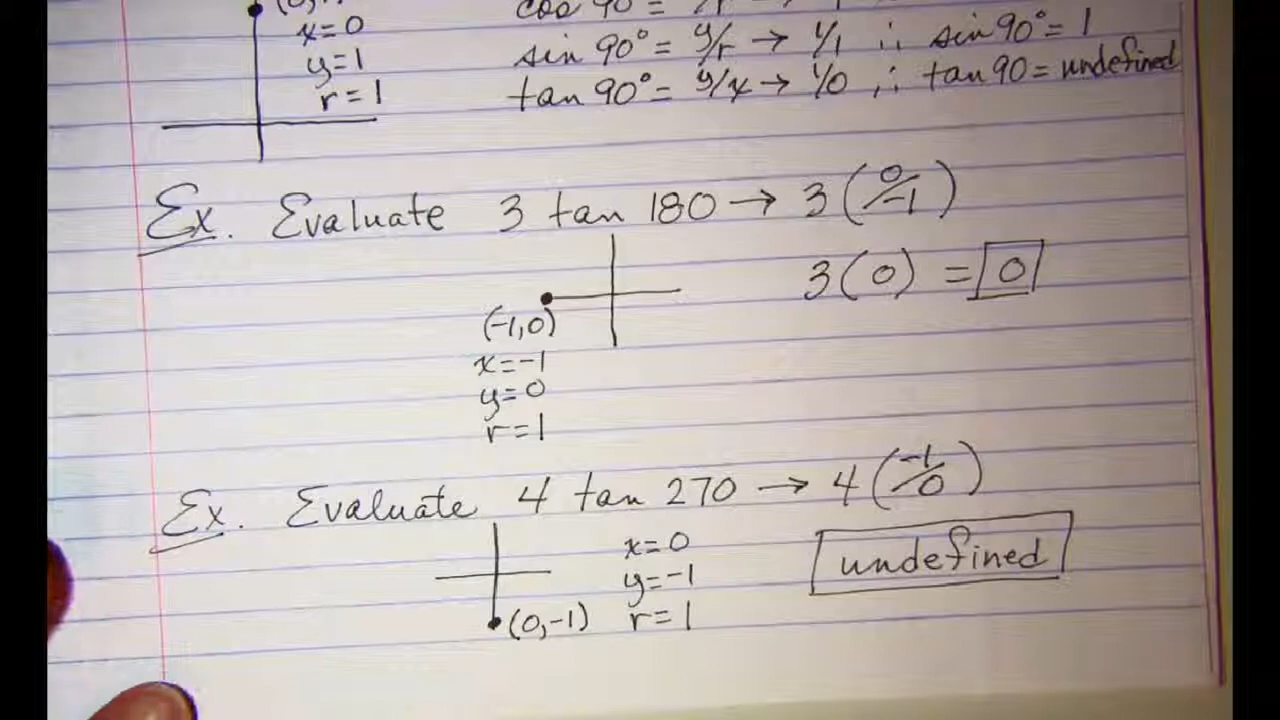 x=0
y=1
r=1
cos 90° =
sin 90° = y/r → 1/1 ∴ sin 90° = 1
tan 90° = y/x → 1/0 ∴ tan 90 = undefined
Ex. Evaluate 3 tan 180 → 3(0/-1)
3(0) = 0
(-1,0)
x=-1
y=0
r=1
Ex. Evaluate 4 tan 270 → 4(-1/0)
x=0
y=-1
r=1
(0,-1)
undefined